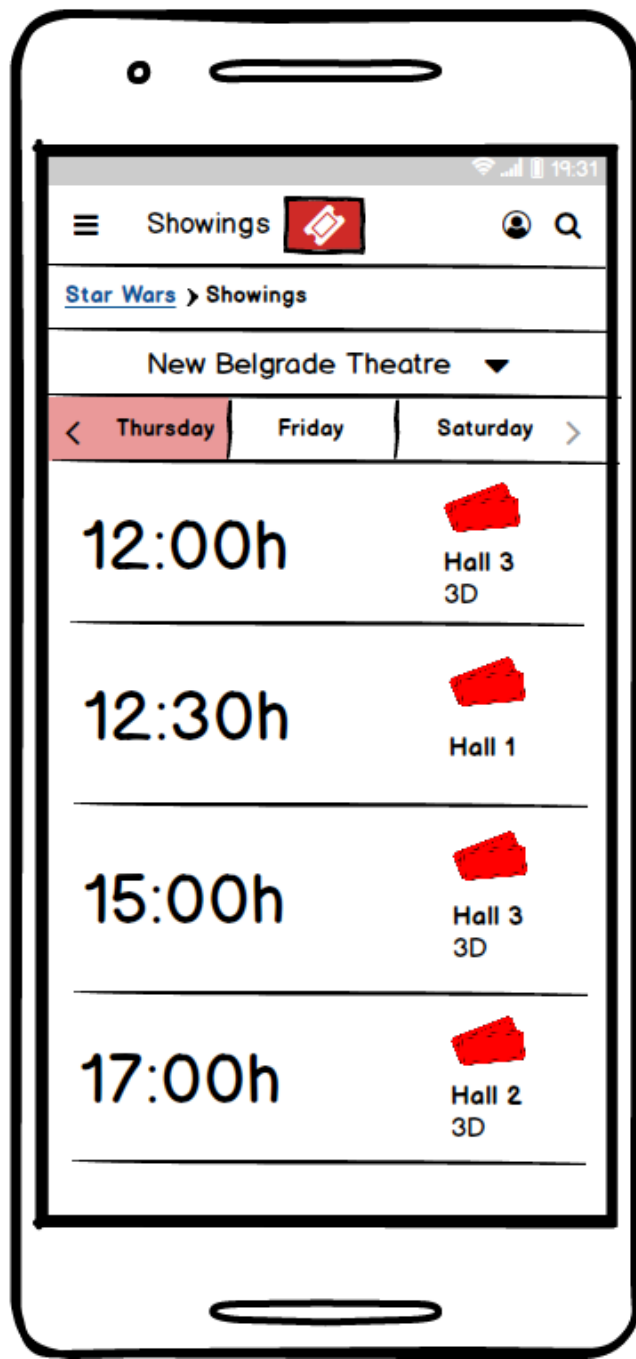 19:31
Showings
Star Wars > Showings
New Belgrade Theatre
Thursday Friday Saturday
12:00h
Hall 3
3D
12:30h
Hall 1
15:00h
Hall 3
3D
17:00h
Hall 2
3D